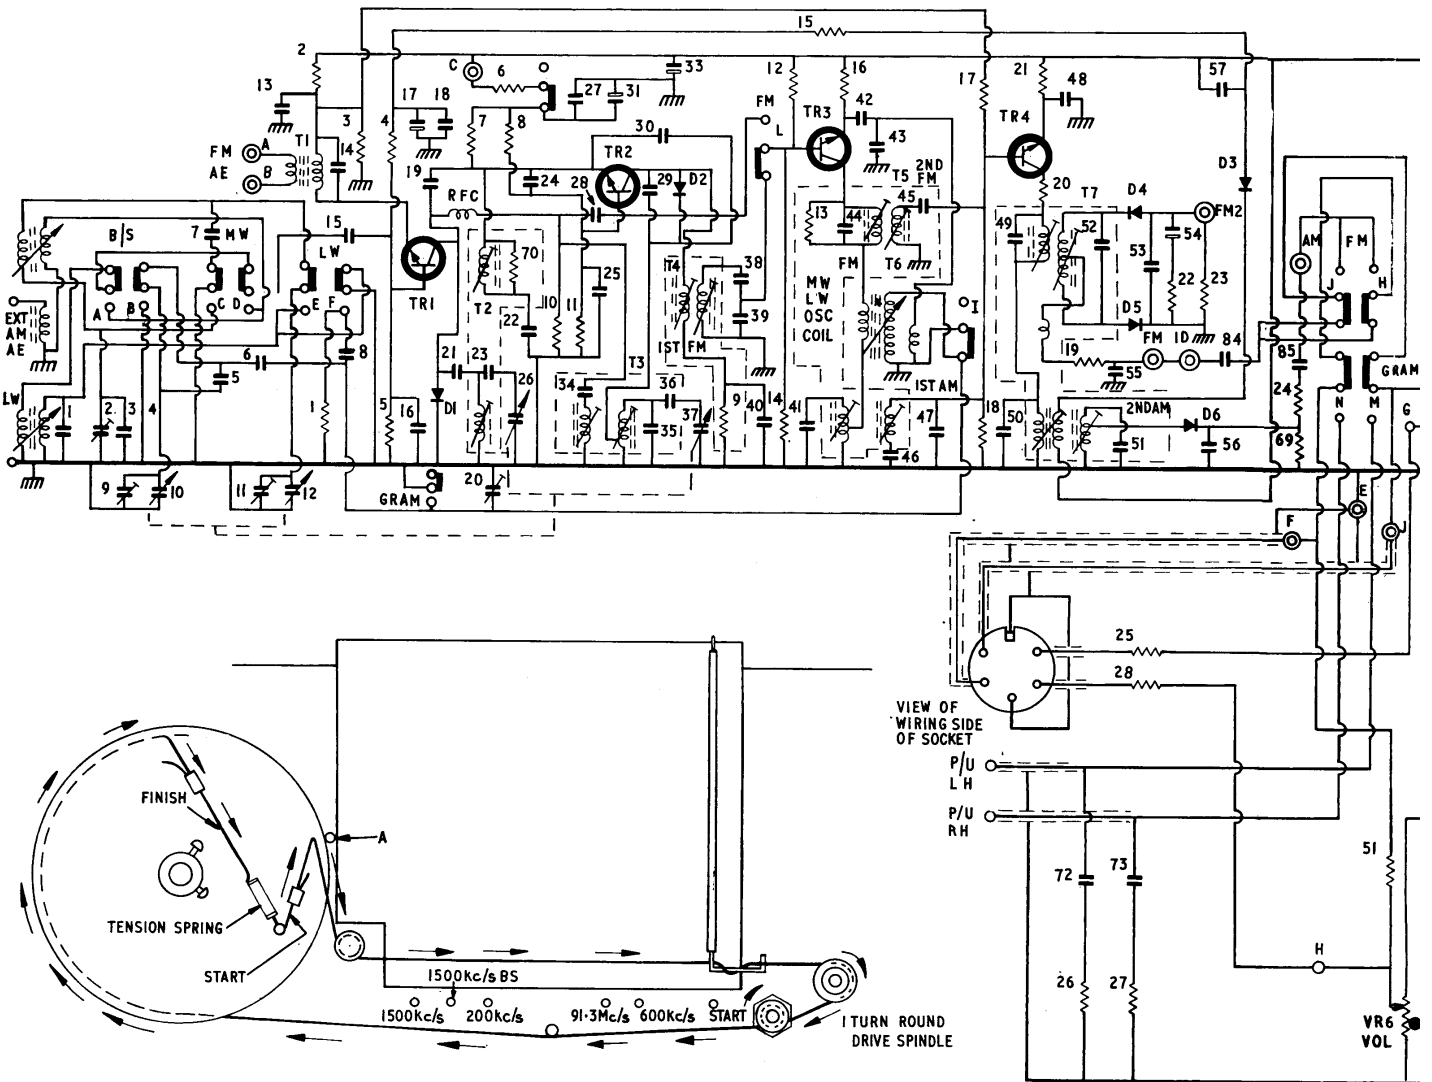 15
2
C
6
33
12
16
17
21
48
57
13
27
31
FM
TR3
42
TR4
3
17
18
4
7
8
30
L
43
D3
FM
AE
A
B
T1
14
TR2
2ND
FM
T5
20
T7
D4
19
RFC
24
28
29
D2
13
44
45
49
52
FM2
B/S
7
MW
15
LW
54
AM
FM
53
T6
FM
70
25
T4
38
22
23
J
H
TR1
T2
10
11
MW
LW
OSC
COIL
I
EXT
AM
AE
A
B
C
D
E
F
22
39
D5
1ST FM
FM
1D
84
6
8
21
23
T3
19
85
GRAM
5
26
34
36
1ST AM
55
24
N
M
LW
1
2
3
4
1
5
16
D1
35
37
9
40
14
41
47
18
50
2NDAM
D6
G
51
56
69
46
9
10
11
12
GRAM
20
E
F
J
25
28
VIEW OF
WIRING SIDE
OF SOCKET
P/U
LH
P/U
RH
FINISH
A
51
72
73
TENSION SPRING
START
H
1500kc/s BS
26
27
1500kc/s
200kc/s
91·3Mc/s
600kc/s
START
1 TURN ROUND
DRIVE SPINDLE
VR6
VOL